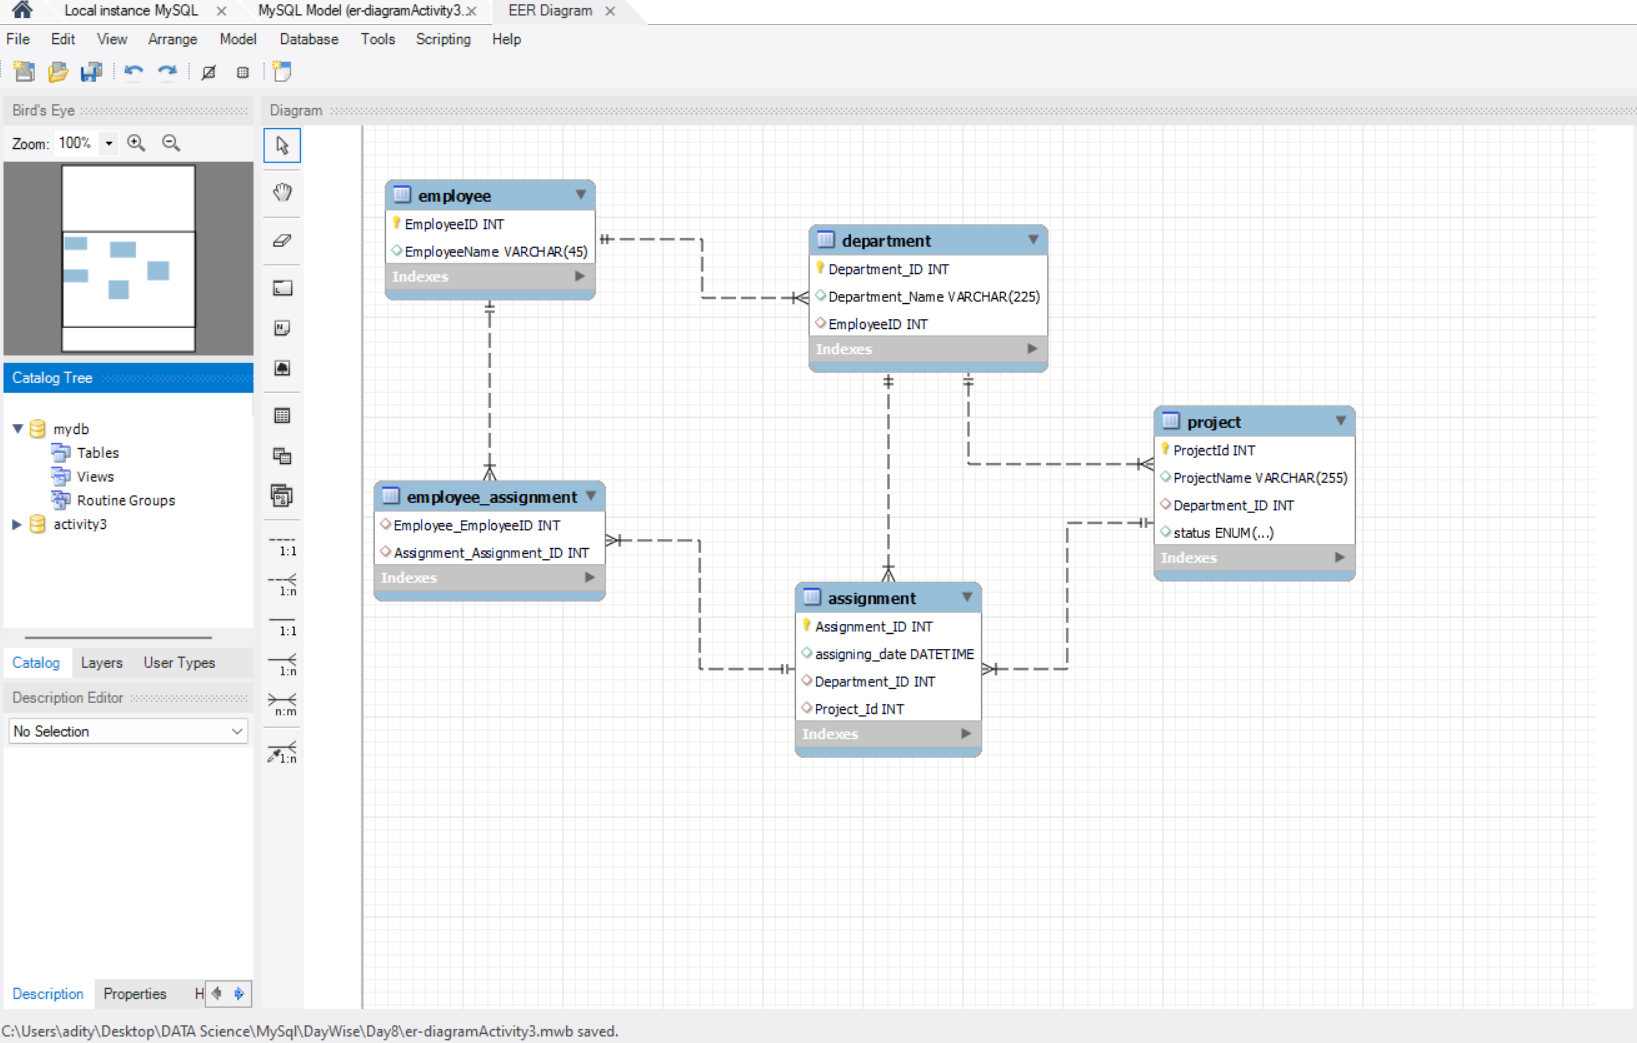 Local instance MySQL
MySQL Model (er-diagramActivity3.
EER Diagram
File Edit View Arrange Model Database Tools Scripting Help
Bird's Eye
Diagram
Zoom: 100%
Catalog Tree
mydb
Tables
Views
Routine Groups
activity3
Catalog Layers User Types
Description Editor
No Selection
Description Properties H
1:1
1:n
1:1
1:n
n:m
1:n
employee
EmployeeID INT
EmployeeName VARCHAR(45)
Indexes
department
Department_ID INT
Department_Name VARCHAR(225)
EmployeeID INT
Indexes
project
ProjectId INT
ProjectName VARCHAR(255)
Department_ID INT
status ENUM(...)
Indexes
employee_assignment
Employee_EmployeeID INT
Assignment_Assignment_ID INT
Indexes
assignment
Assignment_ID INT
assigning_date DATETIME
Department_ID INT
Project_Id INT
Indexes
C:\Users\adity\Desktop\DATA Science\MySql\DayWise\Day8\er-diagramActivity3.mwb saved.